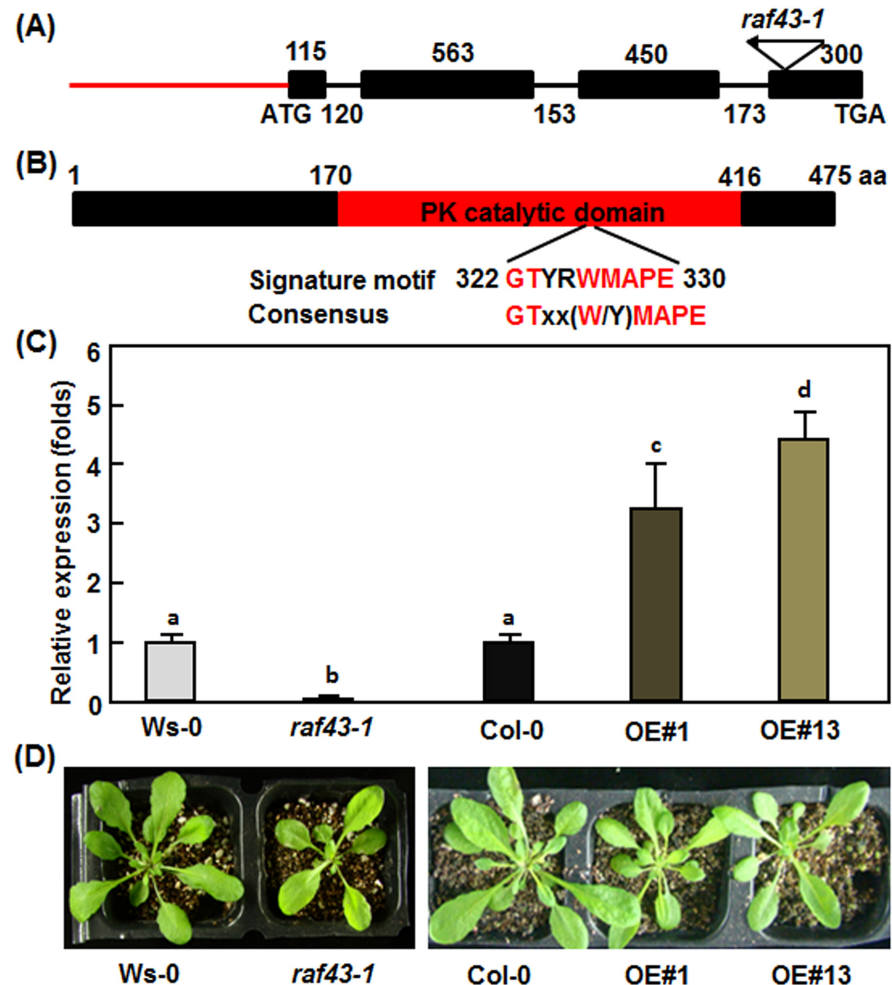 (A)
raf43-1
115 563 450 300
ATG 120 153 173 TGA
(B)
1 170 416 475 aa
PK catalytic domain
Signature motif 322 GTYRWMAPE 330
Consensus GTxx(W/Y)MAPE
(C)
Relative expression (folds)
6
5
4
3
2
1
0
a b a c d
Ws-0 raf43-1 Col-0 OE#1 OE#13
(D)
Ws-0 raf43-1 Col-0 OE#1 OE#13